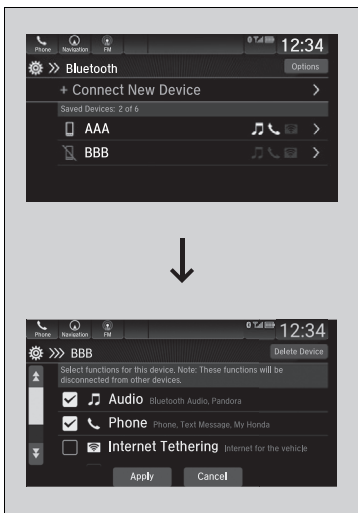 Phone Navigation FM 12:34
Bluetooth Options
+ Connect New Device
Saved Devices: 2 of 6
AAA
BBB
Phone Navigation FM 12:34
BBB Delete Device
Select functions for this device. Note: These functions will be
disconnected from other devices.
Audio Bluetooth Audio, Pandora
Phone Phone, Text Message, My Honda
Internet Tethering Internet for the vehicle
Apply Cancel